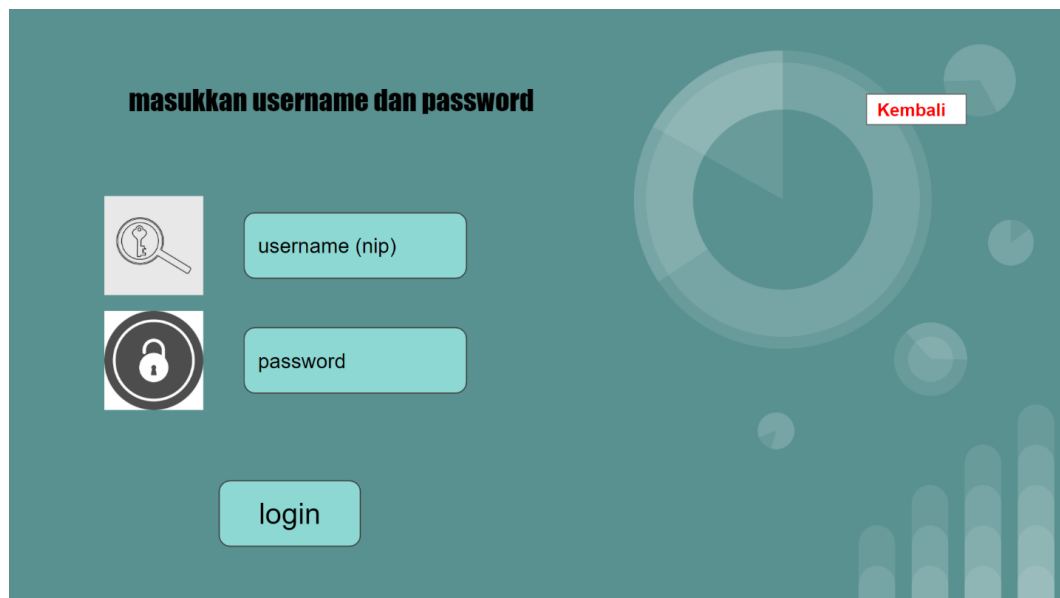 masukkan username dan password
Kembali
username (nip)
password
login